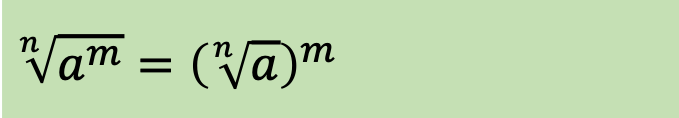 ⁿ√(aᵐ) = (ⁿ√a)ᵐ